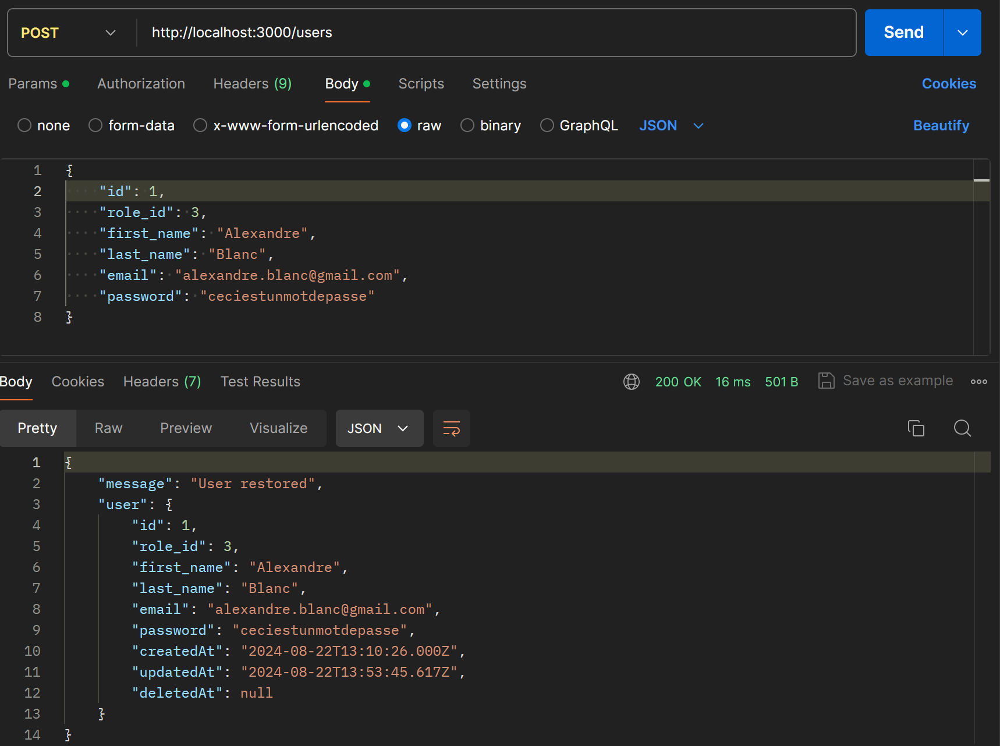 POST http://localhost:3000/users Send
Params Authorization Headers (9) Body Scripts Settings Cookies
none form-data x-www-form-urlencoded raw binary GraphQL JSON Beautify
1 {
2 "id": 1,
3 "role_id": 3,
4 "first_name": "Alexandre",
5 "last_name": "Blanc",
6 "email": "alexandre.blanc@gmail.com",
7 "password": "ceciestunmotdepasse"
8 }
Body Cookies Headers (7) Test Results 200 OK 16 ms 501 B Save as example
Pretty Raw Preview Visualize JSON
1 {
2 "message": "User restored",
3 "user": {
4 "id": 1,
5 "role_id": 3,
6 "first_name": "Alexandre",
7 "last_name": "Blanc",
8 "email": "alexandre.blanc@gmail.com",
9 "password": "ceciestunmotdepasse",
10 "createdAt": "2024-08-22T13:10:26.000Z",
11 "updatedAt": "2024-08-22T13:53:45.617Z",
12 "deletedAt": null
13 }
14 }